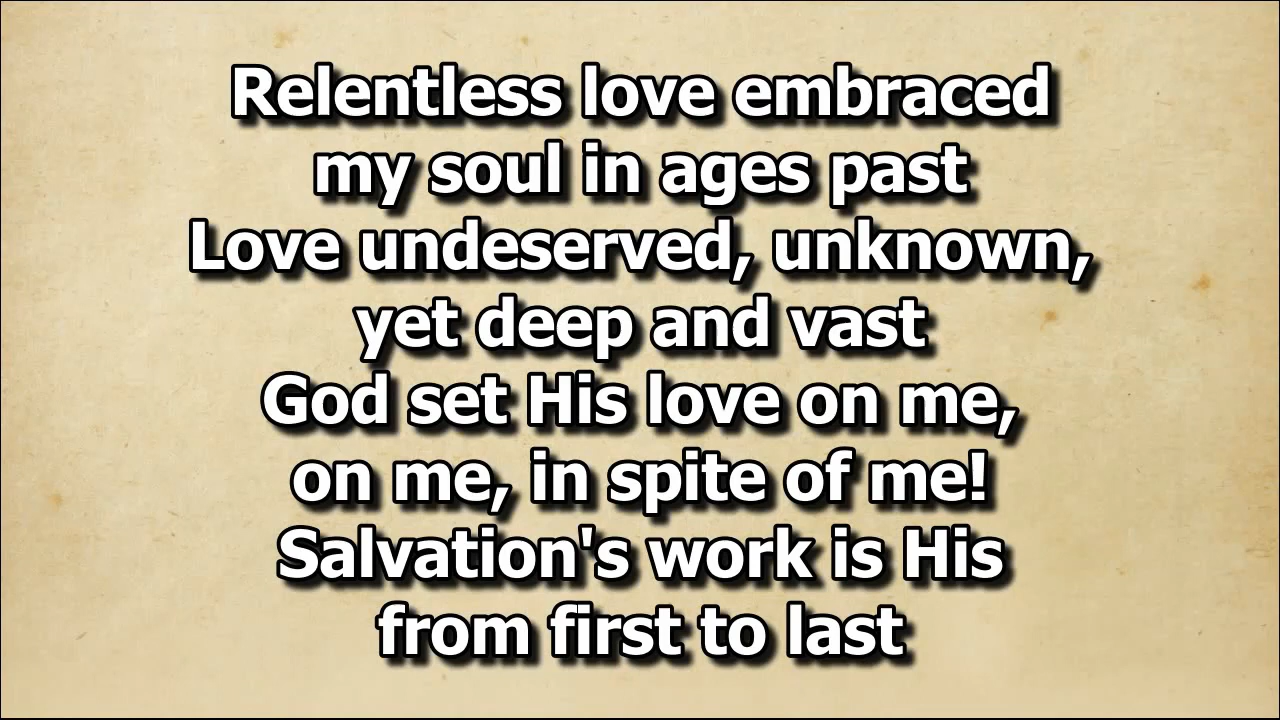 Relentless love embraced
my soul in ages past
Love undeserved, unknown,
yet deep and vast
God set His love on me,
on me, in spite of me!
Salvation's work is His
from first to last